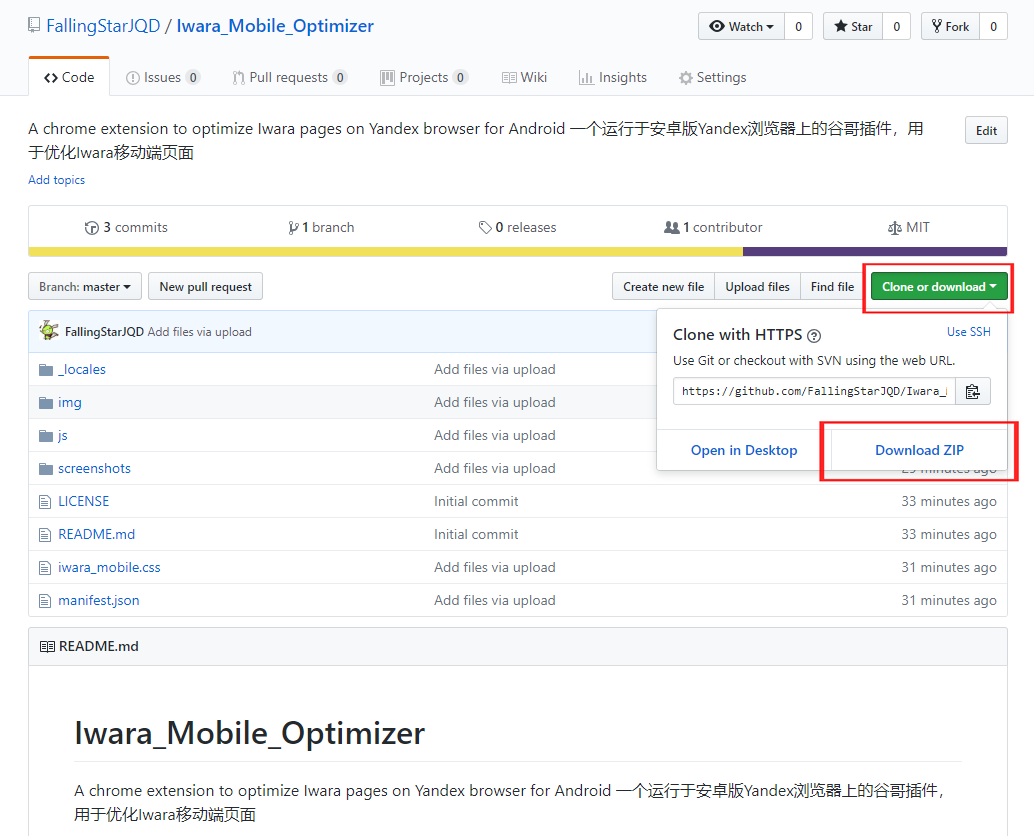 FallingStarJQD / Iwara_Mobile_Optimizer
Watch 0 Star 0 Fork 0
Code Issues 0 Pull requests 0 Projects 0 Wiki Insights Settings
A chrome extension to optimize Iwara pages on Yandex browser for Android 一个运行于安卓版Yandex浏览器上的谷哥插件，用
于优化Iwara移动端页面
Edit
Add topics
3 commits 1 branch 0 releases 1 contributor MIT
Branch: master New pull request Create new file Upload files Find file Clone or download
FallingStarJQD Add files via upload
Clone with HTTPS ? Use SSH
Use Git or checkout with SVN using the web URL.
https://github.com/FallingStarJQD/Iwara_
Open in Desktop Download ZIP
_locales Add files via upload
img Add files via upload
js Add files via upload
screenshots Add files via upload minutes ago
LICENSE Initial commit 33 minutes ago
README.md Initial commit 33 minutes ago
iwara_mobile.css Add files via upload 31 minutes ago
manifest.json Add files via upload 31 minutes ago
README.md
Iwara_Mobile_Optimizer
A chrome extension to optimize Iwara pages on Yandex browser for Android 一个运行于安卓版Yandex浏览器上的谷哥插件，
用于优化Iwara移动端页面